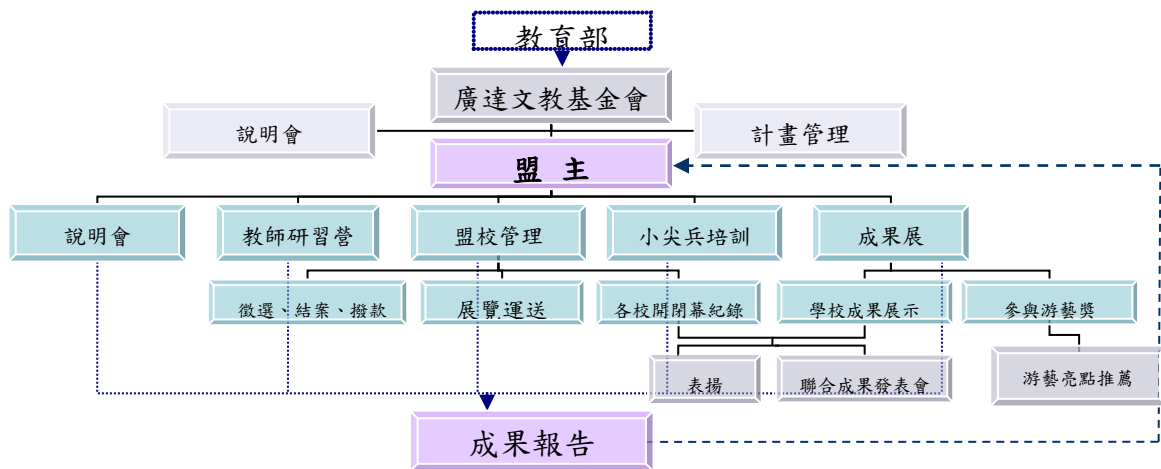 教育部
廣達文教基金會
說明會
計畫管理
盟 主
說明會
教師研習營
盟校管理
小尖兵培訓
成果展
徵選、結案、撥款
展覽運送
各校開閉幕紀錄
學校成果展示
參與游藝獎
表揚
聯合成果發表會
游藝亮點推薦
成果報告